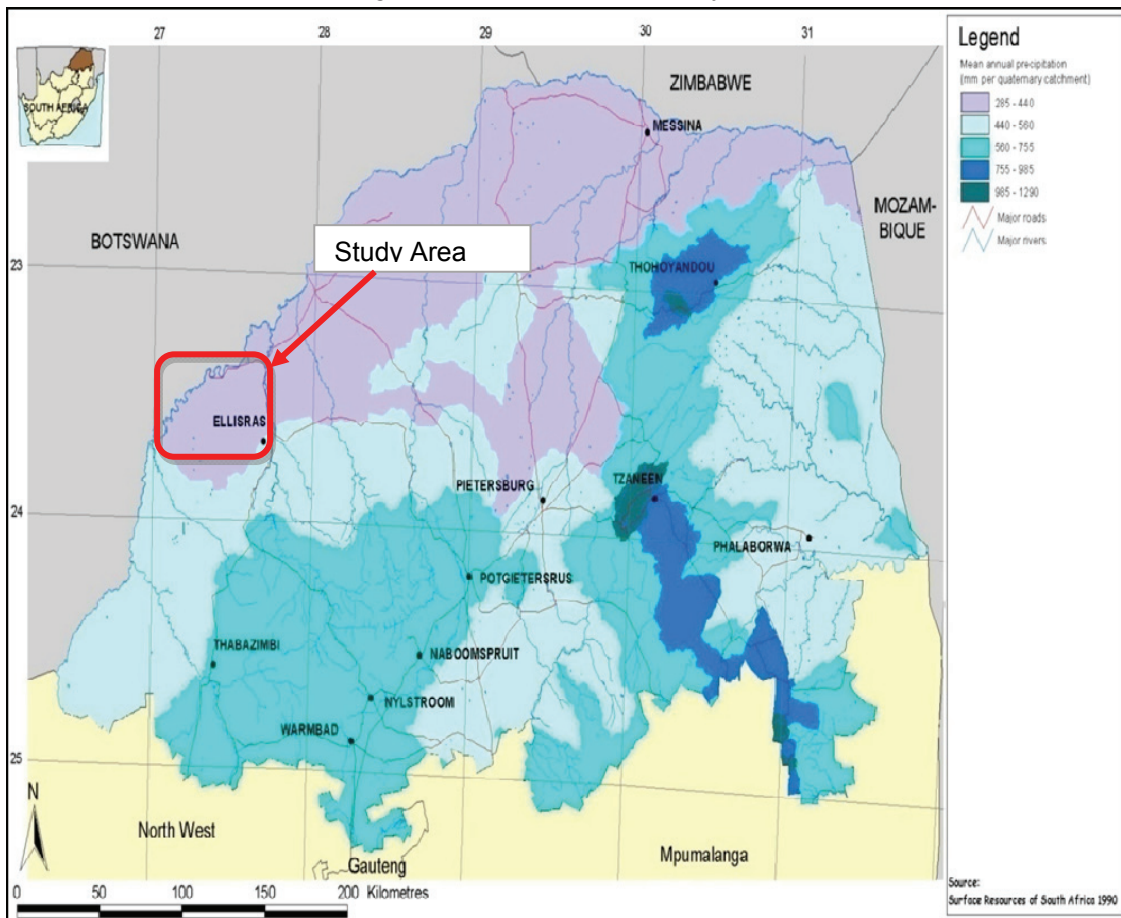 27 28 29 30 31
SOUTH AFRICA
ZIMBABWE
MESSINA
BOTSWANA
MOZAM-
BIQUE
Study Area
23
THOHOYANDOU
ELLISRAS
PIETERSBURG
TZANEEN
24
PHALABORWA
POTGIETERSRUS
THABAZIMBI
NABOOMSPRUIT
NYLSTROOM
WARMBAD
25
N
North West
Gauteng
Mpumalanga
0 50 100 150 200 Kilometres
Legend
Mean annual precipitation
(mm per quaternary catchment)
285 - 440
440 - 560
560 - 755
755 - 985
985 - 1290
Major roads
Major rivers
Source:
Surface Resources of South Africa 1990